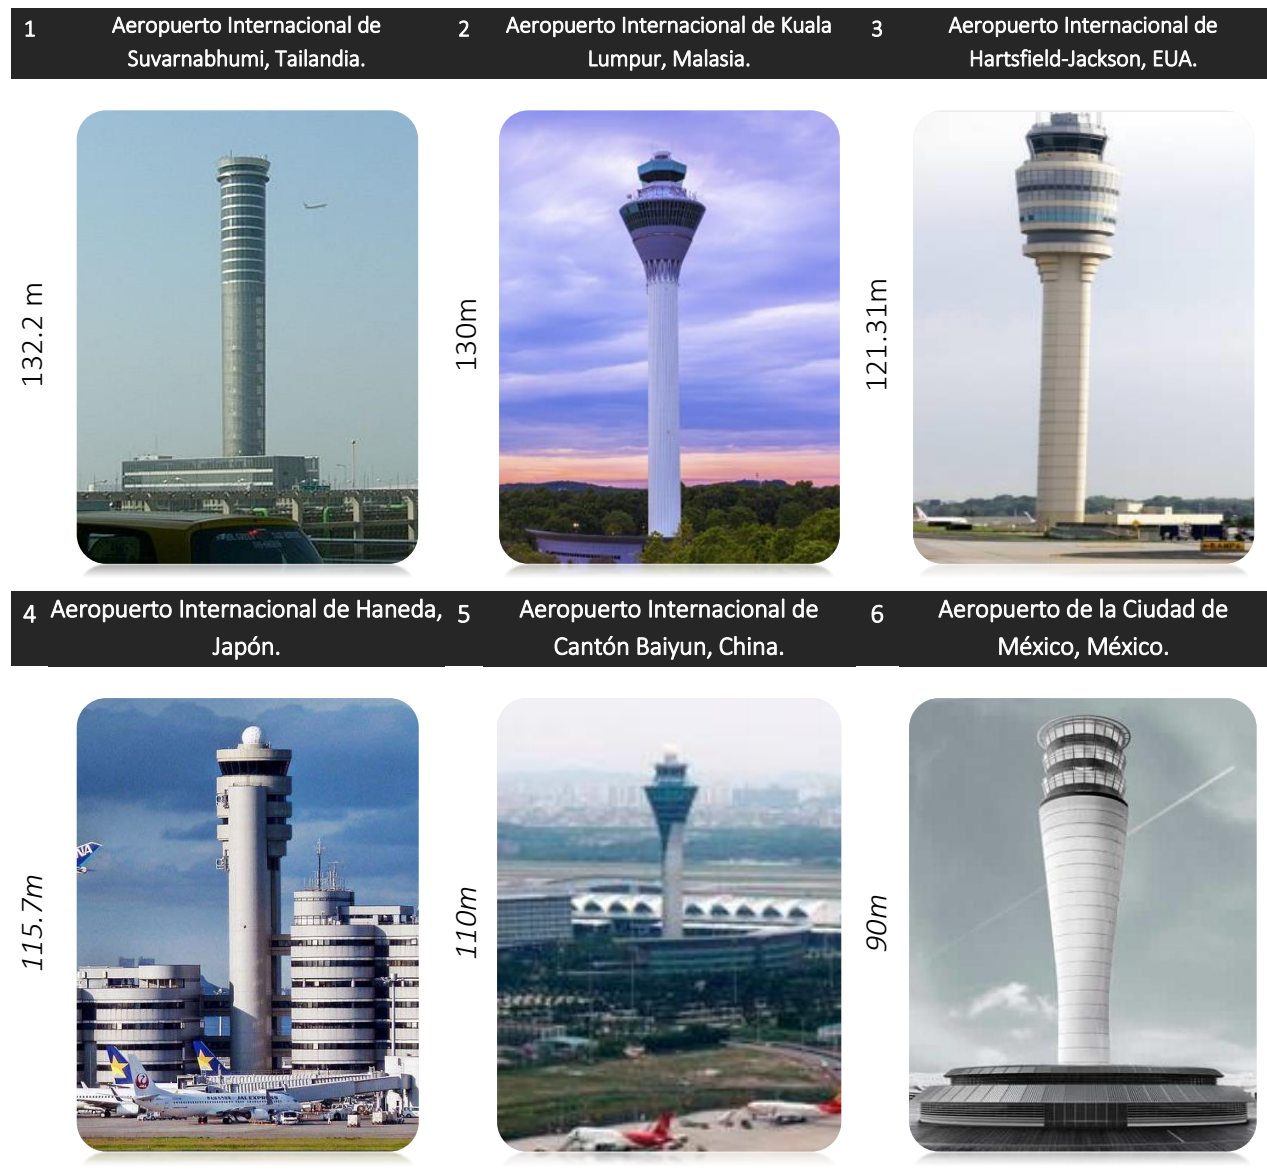 1
Aeropuerto Internacional de
Suvarnabhumi, Tailandia.
2
Aeropuerto Internacional de Kuala
Lumpur, Malasia.
3
Aeropuerto Internacional de
Hartsfield-Jackson, EUA.
132.2 m
130m
121.31m
4
Aeropuerto Internacional de Haneda,
Japón.
5
Aeropuerto Internacional de
Cantón Baiyun, China.
6
Aeropuerto de la Ciudad de
México, México.
115.7m
110m
90m